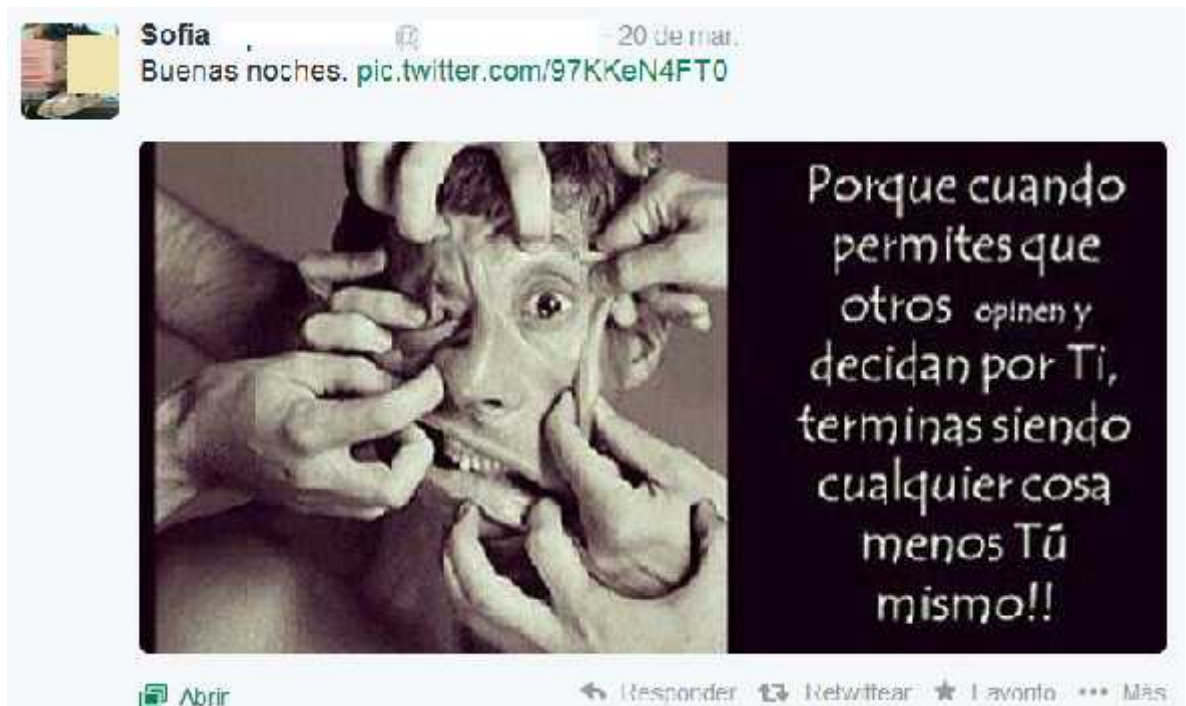 Sofia @ · 20 de mar.
Buenas noches. pic.twitter.com/97KKeN4FT0
Porque cuando
permites que
otros opinen y
decidan por Ti,
terminas siendo
cualquier cosa
menos Tú
mismo!!
Abrir Responder Retwittear Favorito Más